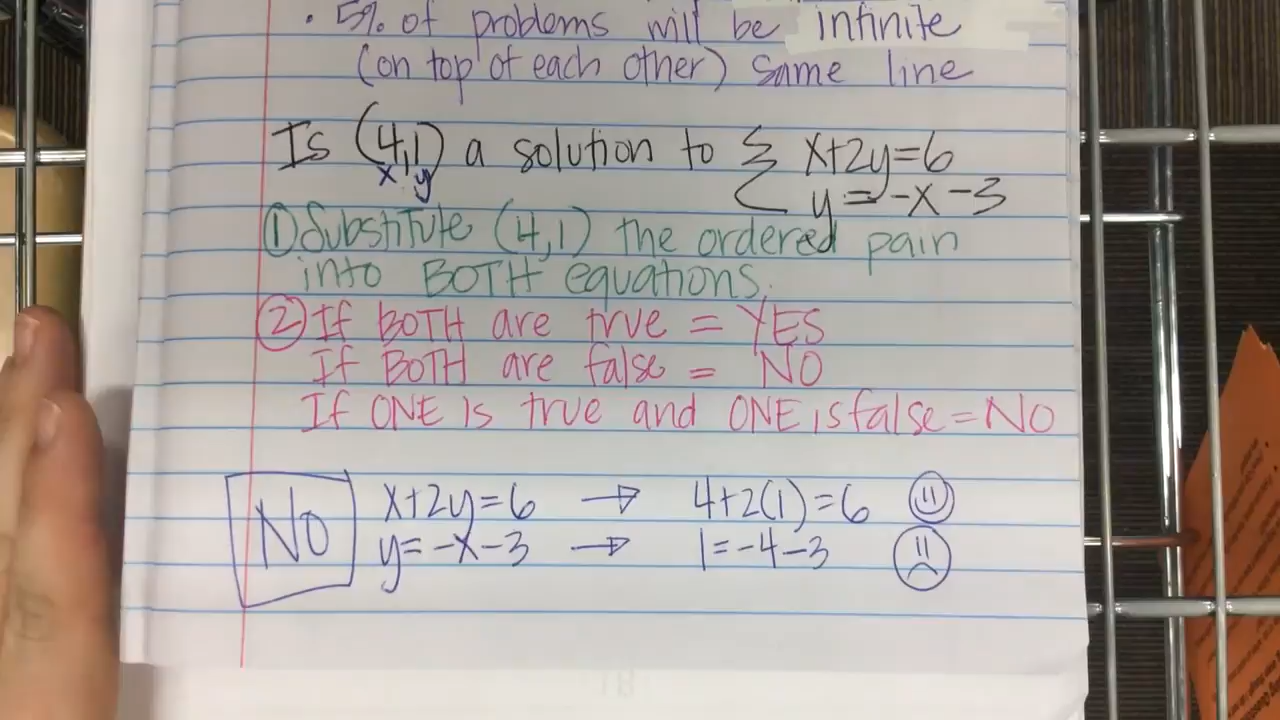 • 5% of problems will be infinite
(on top of each other) same line
Is (4,1) a solution to { x+2y=6
x y y=-x-3
① Substitute (4,1) the ordered pain
into BOTH equations.
② If BOTH are true = YES
If BOTH are false = NO
If ONE is true and ONE is false = NO
NO x+2y=6 → 4+2(1)=6
y=-x-3 → 1=-4-3